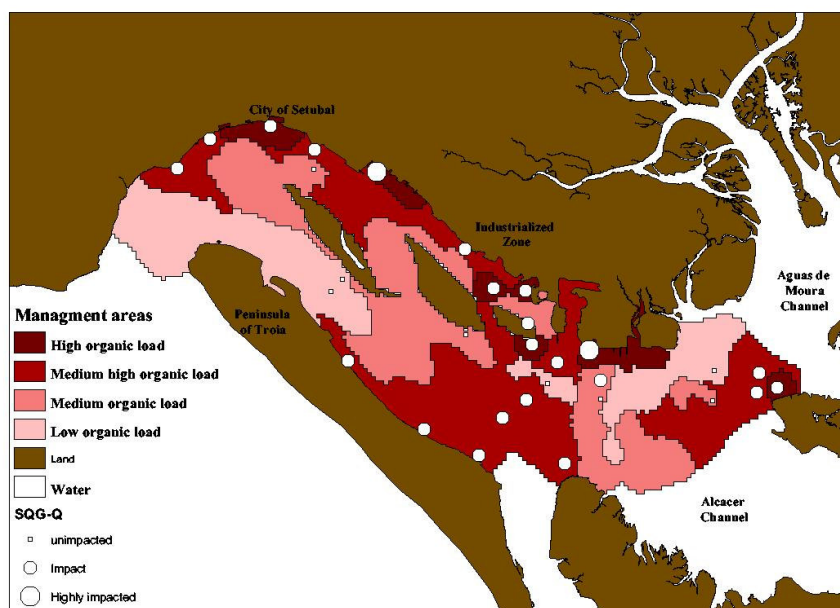 City of Setubal
Industrialized
Zone
Aguas de
Moura
Channel
Peninsula
of Troia
Alcacer
Channel
Managment areas
High organic load
Medium high organic load
Medium organic load
Low organic load
Land
Water
SQG-Q
unimpacted
Impact
Highly impacted